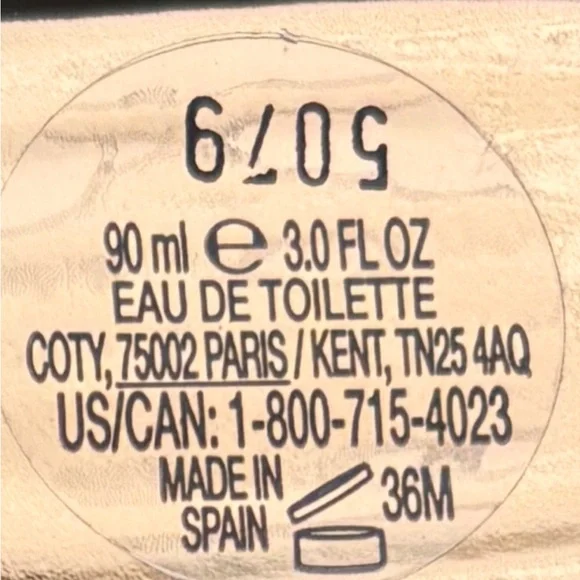 5079
90 ml ℮ 3.0 FL OZ
EAU DE TOILETTE
COTY, 75002 PARIS / KENT, TN25 4AQ
US/CAN: 1-800-715-4023
MADE IN
SPAIN
36M